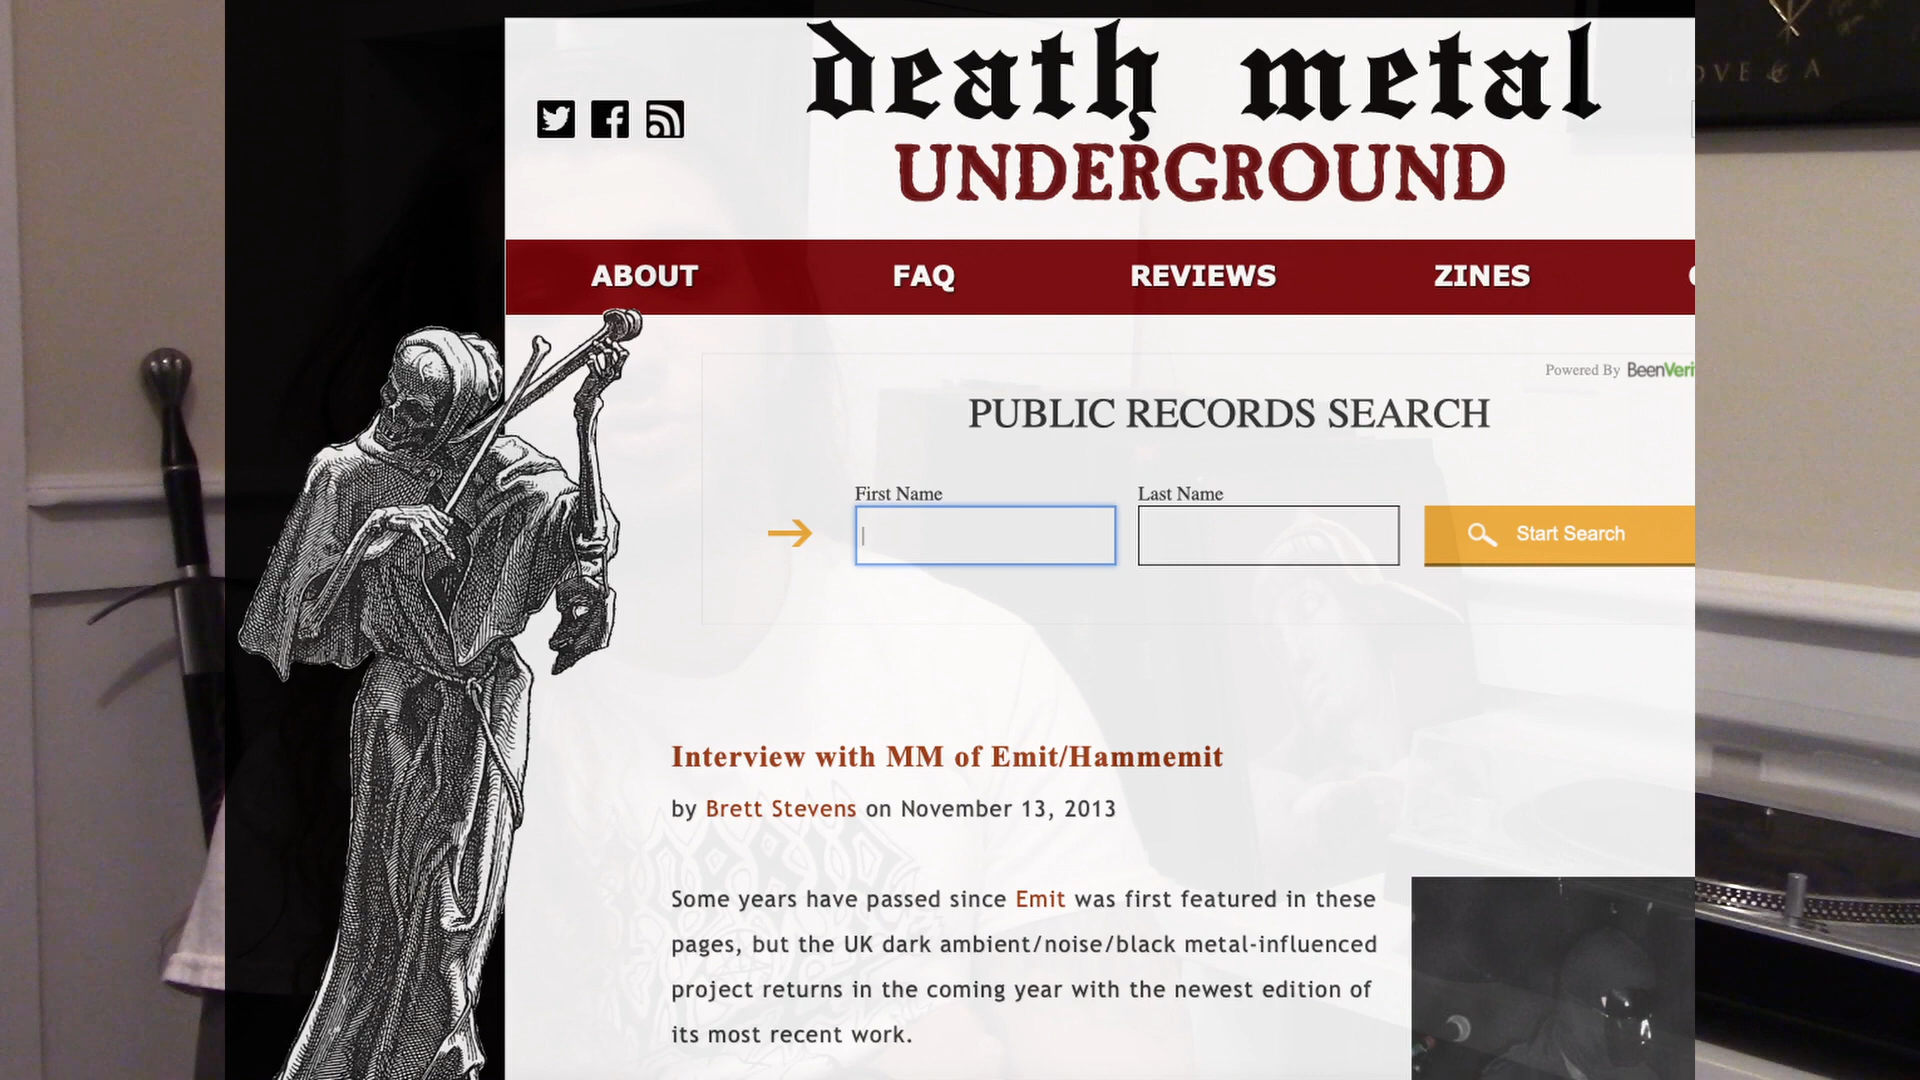 death metal
UNDERGROUND
ABOUT FAQ REVIEWS ZINES
Powered By BeenVeri
PUBLIC RECORDS SEARCH
First Name Last Name
Start Search
Interview with MM of Emit/Hammemit
by Brett Stevens on November 13, 2013
Some years have passed since Emit was first featured in these
pages, but the UK dark ambient/noise/black metal-influenced
project returns in the coming year with the newest edition of
its most recent work.